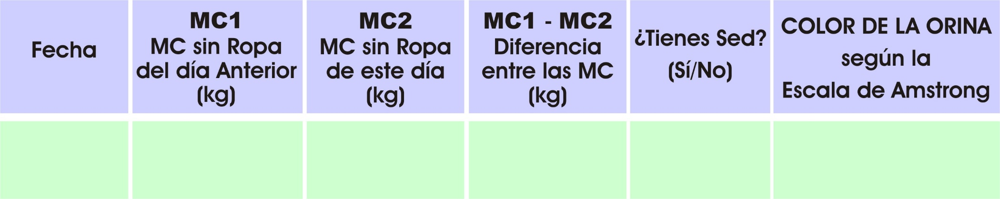 Fecha
MC1
MC sin Ropa
del día Anterior
(kg)
MC2
MC sin Ropa
de este día
(kg)
MC1 - MC2
Diferencia
entre las MC
(kg)
¿Tienes Sed?
(Sí/No)
COLOR DE LA ORINA
según la
Escala de Amstrong